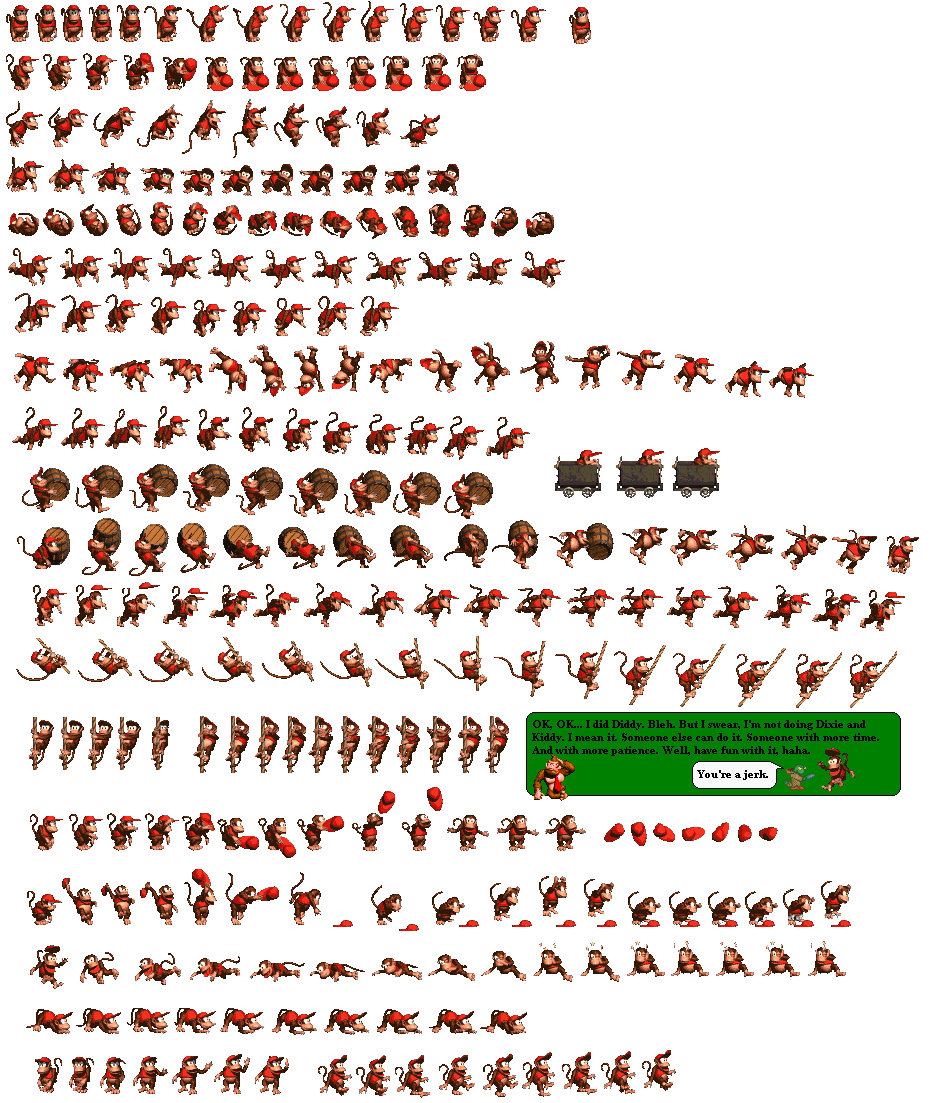 OK, OK... I did Diddy. Bleh. But I swear, I'm not doing Dixie and
Kiddy. I mean it. Someone else can do it. Someone with more time.
And with more patience. Well, have fun with it, haha.
You're a jerk.